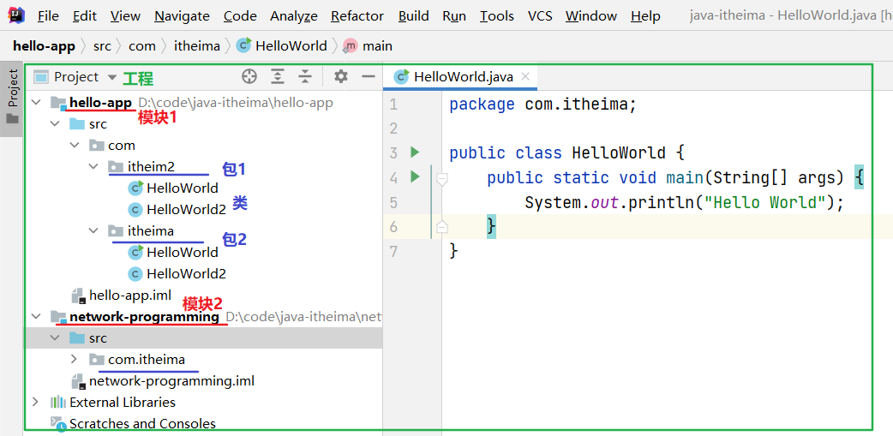 File Edit View Navigate Code Analyze Refactor Build Run Tools VCS Window Help java-itheima - HelloWorld.java [h
hello-app src com itheima HelloWorld main
Project
Project 工程
hello-app D:\code\java-itheima\hello-app
模块1
src
com
itheim2 包1
HelloWorld
HelloWorld2 类
itheima 包2
HelloWorld
HelloWorld2
hello-app.iml
模块2
network-programming D:\code\java-itheima\net
src
com.itheima
network-programming.iml
External Libraries
Scratches and Consoles
HelloWorld.java
1 package com.itheima;
2
3 public class HelloWorld {
4 public static void main(String[] args) {
5 System.out.println("Hello World");
6 }
7 }